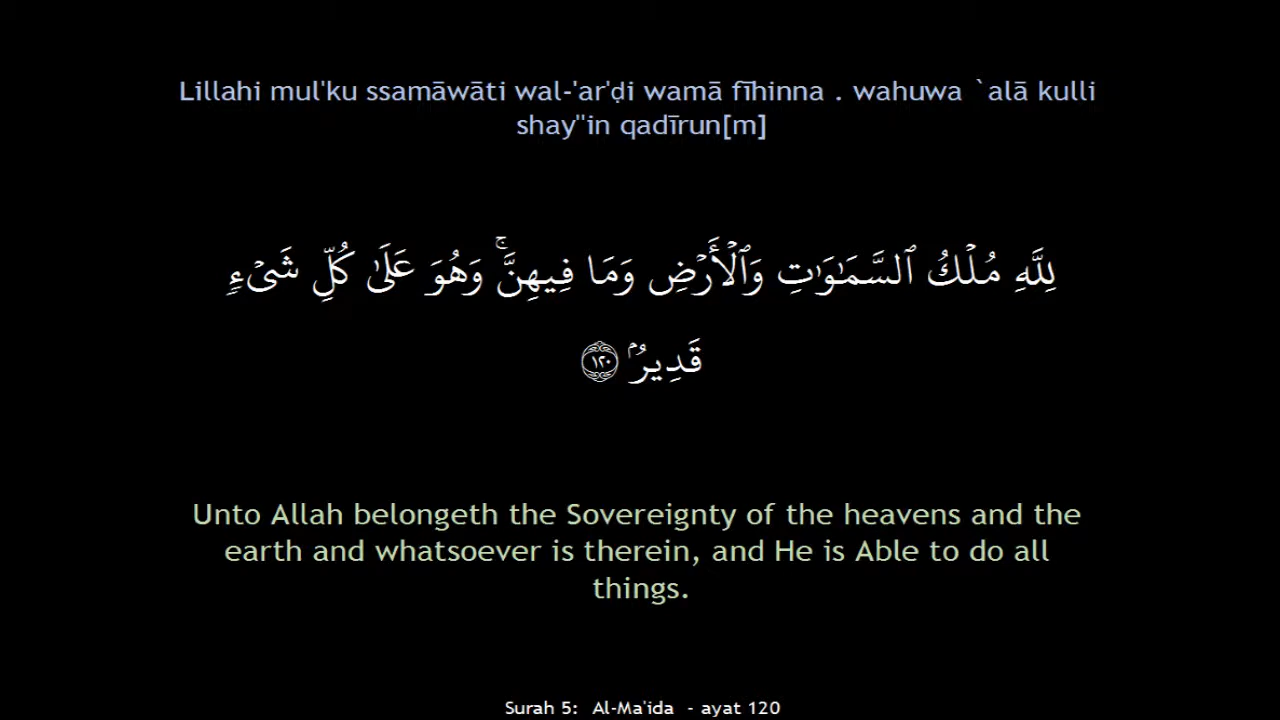 Lillahi mul'ku ssamāwāti wal-'ar'ḍi wamā fīhinna . wahuwa `alā kulli
shay"in qadīrun[m]
لِلَّهِ مُلْكُ ٱلسَّمَٰوَٰتِ وَٱلْأَرْضِ وَمَا فِيهِنَّ ۚ وَهُوَ عَلَىٰ كُلِّ شَىْءٍ
قَدِيرٌۢ ١٢٠
Unto Allah belongeth the Sovereignty of the heavens and the
earth and whatsoever is therein, and He is Able to do all
things.
Surah 5: Al-Ma'ida - ayat 120